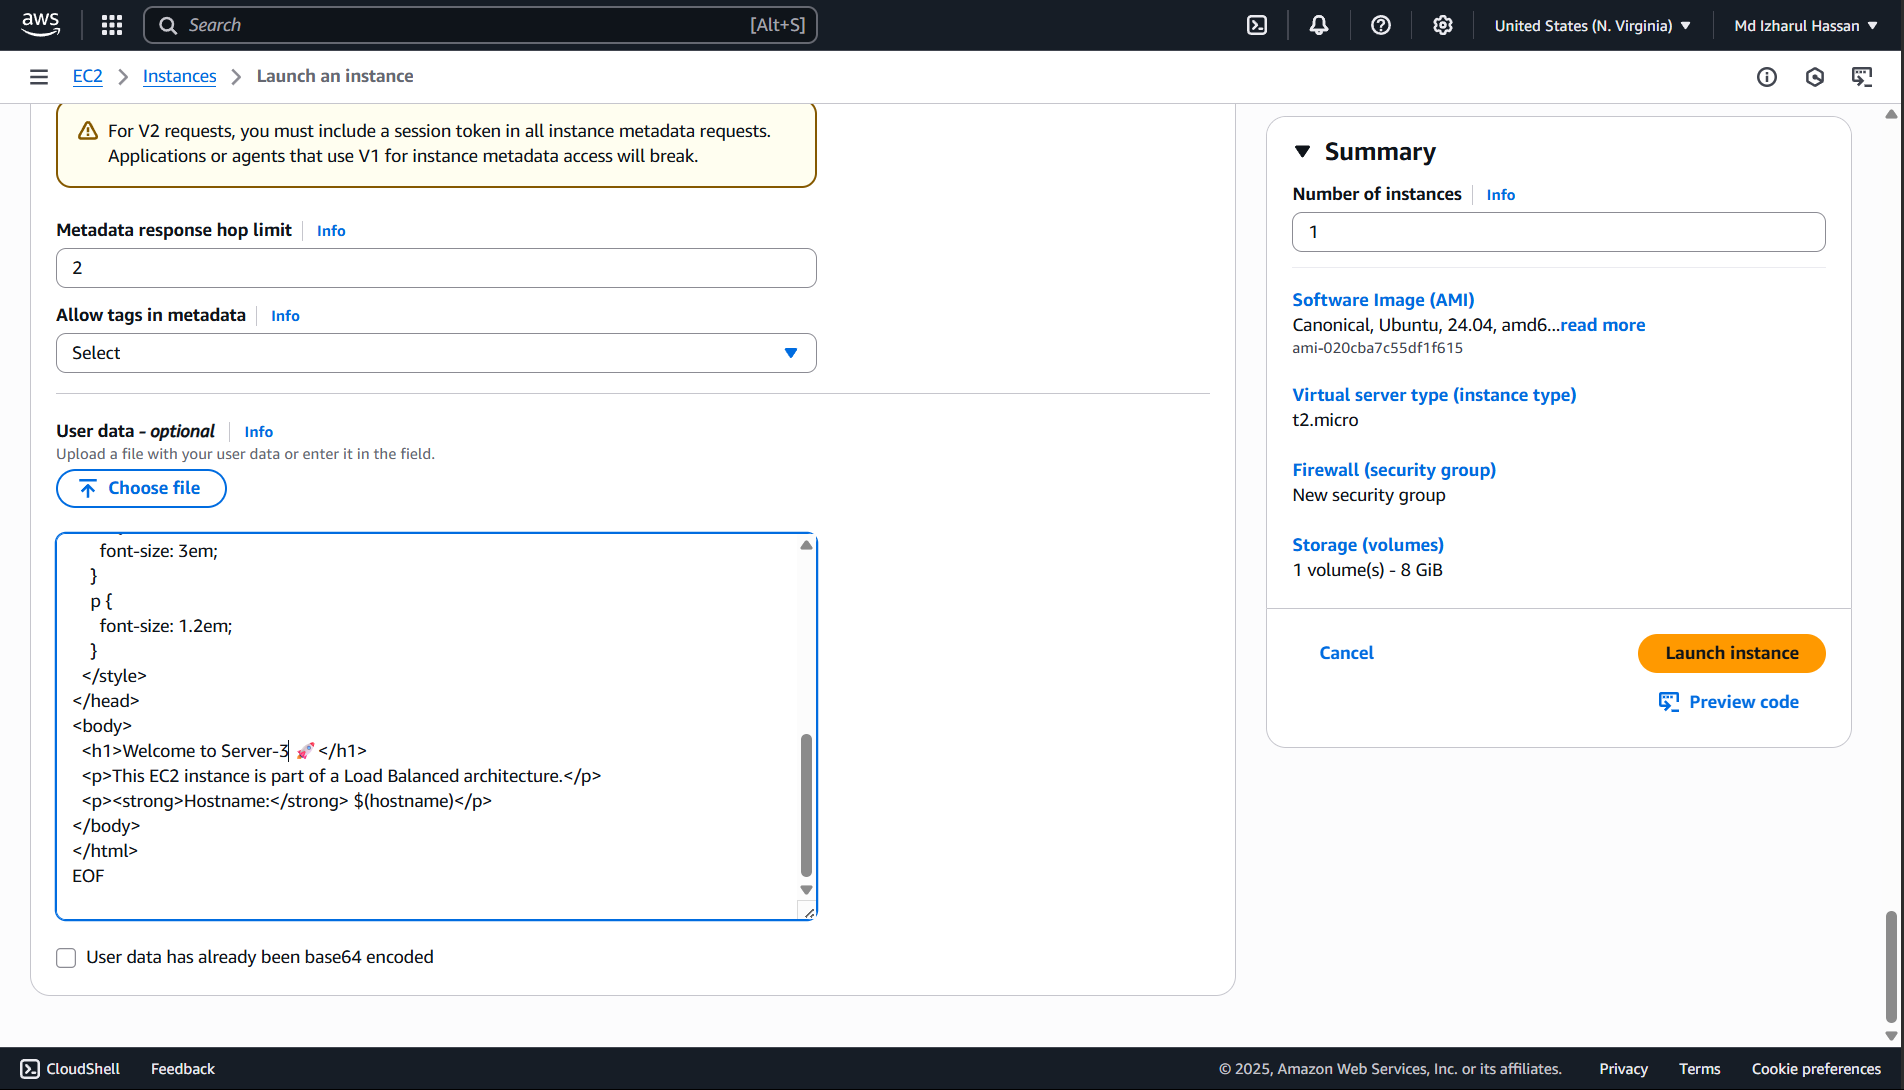 aws
Search
[Alt+S]
United States (N. Virginia)
Md Izharul Hassan
EC2
Instances
Launch an instance
For V2 requests, you must include a session token in all instance metadata requests.
Applications or agents that use V1 for instance metadata access will break.
Metadata response hop limit
Info
2
Allow tags in metadata
Info
Select
User data - optional
Info
Upload a file with your user data or enter it in the field.
Choose file
font-size: 3em;
}
p {
font-size: 1.2em;
}
</style>
</head>
<body>
<h1>Welcome to Server-3 🚀</h1>
<p>This EC2 instance is part of a Load Balanced architecture.</p>
<p><strong>Hostname:</strong> $(hostname)</p>
</body>
</html>
EOF
User data has already been base64 encoded
Summary
Number of instances
Info
1
Software Image (AMI)
Canonical, Ubuntu, 24.04, amd6...read more
ami-020cba7c55df1f615
Virtual server type (instance type)
t2.micro
Firewall (security group)
New security group
Storage (volumes)
1 volume(s) - 8 GiB
Cancel
Launch instance
Preview code
CloudShell
Feedback
© 2025, Amazon Web Services, Inc. or its affiliates.
Privacy
Terms
Cookie preferences